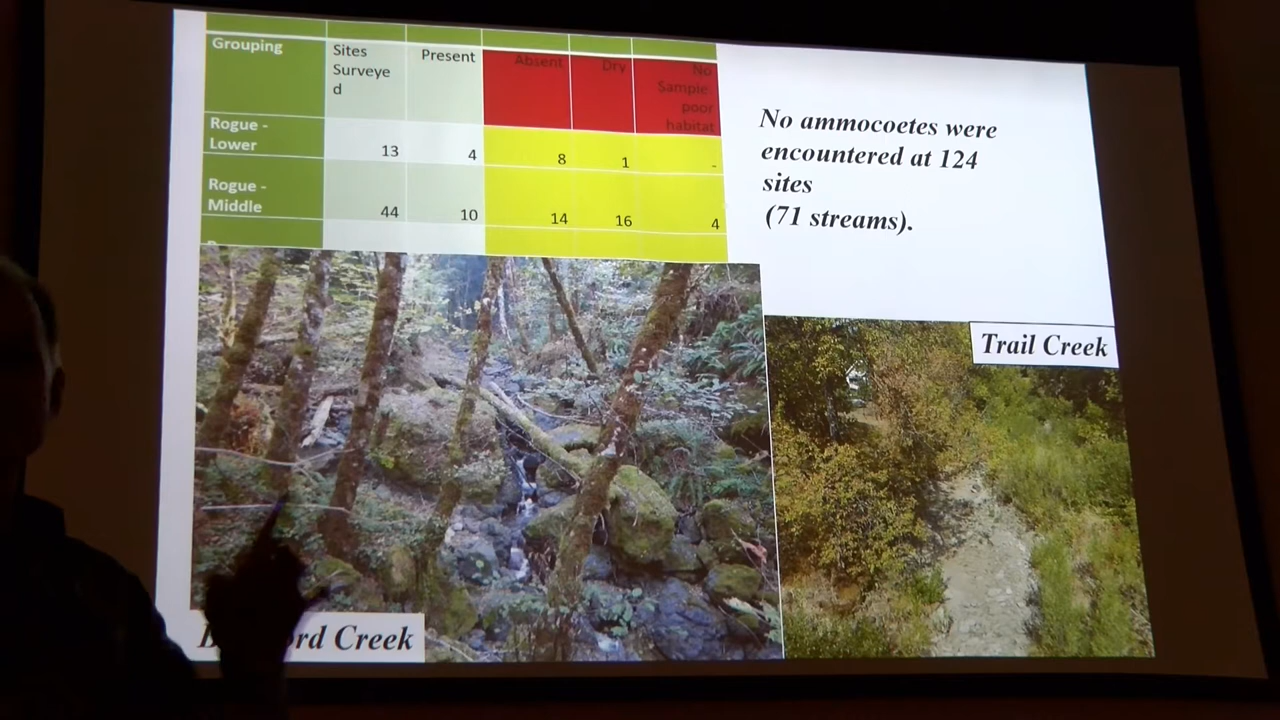 Grouping Sites Surveye d Present Absent Dry No Sample- poor habitat
Rogue - Lower 13 4 8 1 -
Rogue - Middle 44 10 14 16 4
No ammocoetes were
encountered at 124
sites
(71 streams).
Trail Creek
Creek